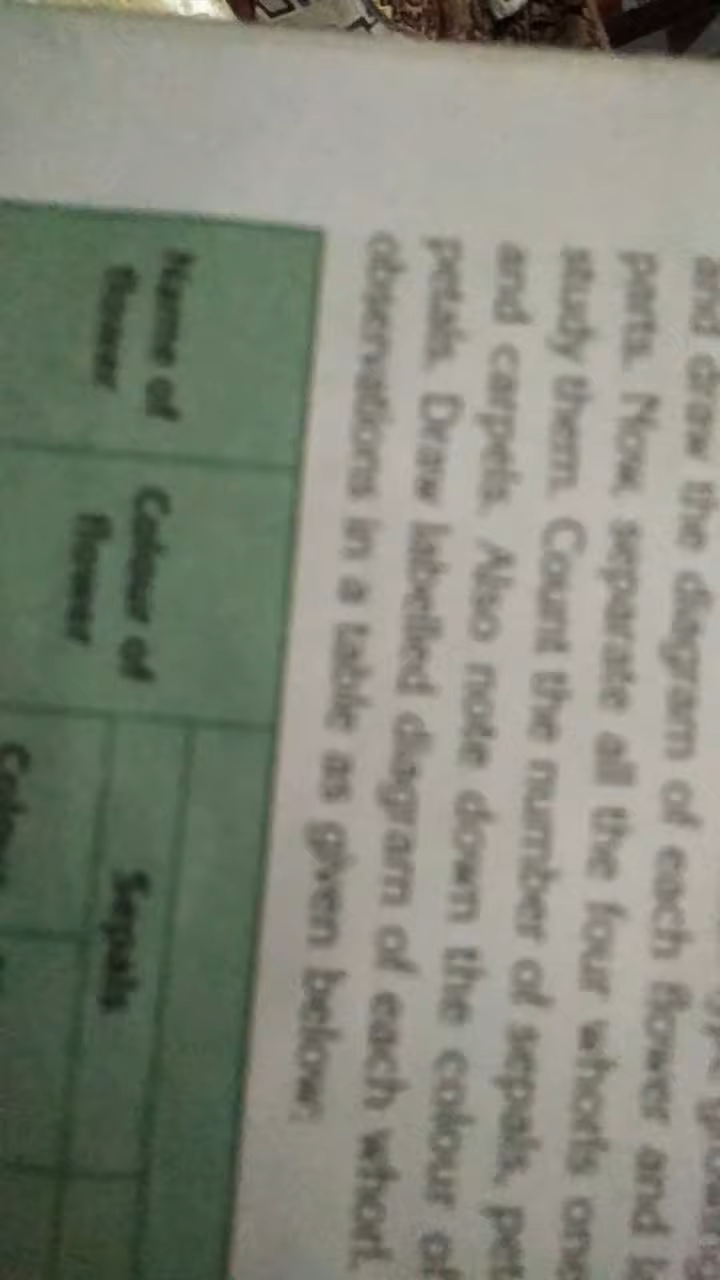 and draw the diagram of each flower and
parts. Now, separate all the four whorls one
study them. Count the number of sepals, pet
and carpels. Also note down the colour of
petals. Draw labelled diagram of each whorl.
observations in a table as given below:
Name of
flower
Colour of
flower
Sepals